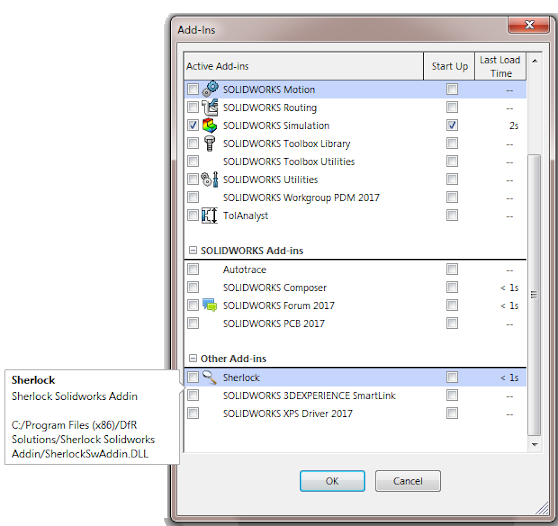 Add-Ins
Active Add-ins Start Up Last Load
Time
SOLIDWORKS Motion --
SOLIDWORKS Routing --
SOLIDWORKS Simulation 2s
SOLIDWORKS Toolbox Library --
SOLIDWORKS Toolbox Utilities --
SOLIDWORKS Utilities --
SOLIDWORKS Workgroup PDM 2017 --
TolAnalyst --
SOLIDWORKS Add-ins
Autotrace --
SOLIDWORKS Composer < 1s
SOLIDWORKS Forum 2017 < 1s
SOLIDWORKS PCB 2017 --
Other Add-ins
Sherlock < 1s
SOLIDWORKS 3DEXPERIENCE SmartLink --
SOLIDWORKS XPS Driver 2017 --
Sherlock
Sherlock Solidworks Addin
C:/Program Files (x86)/DfR
Solutions/Sherlock Solidworks
Addin/SherlockSwAddin.DLL
OK Cancel